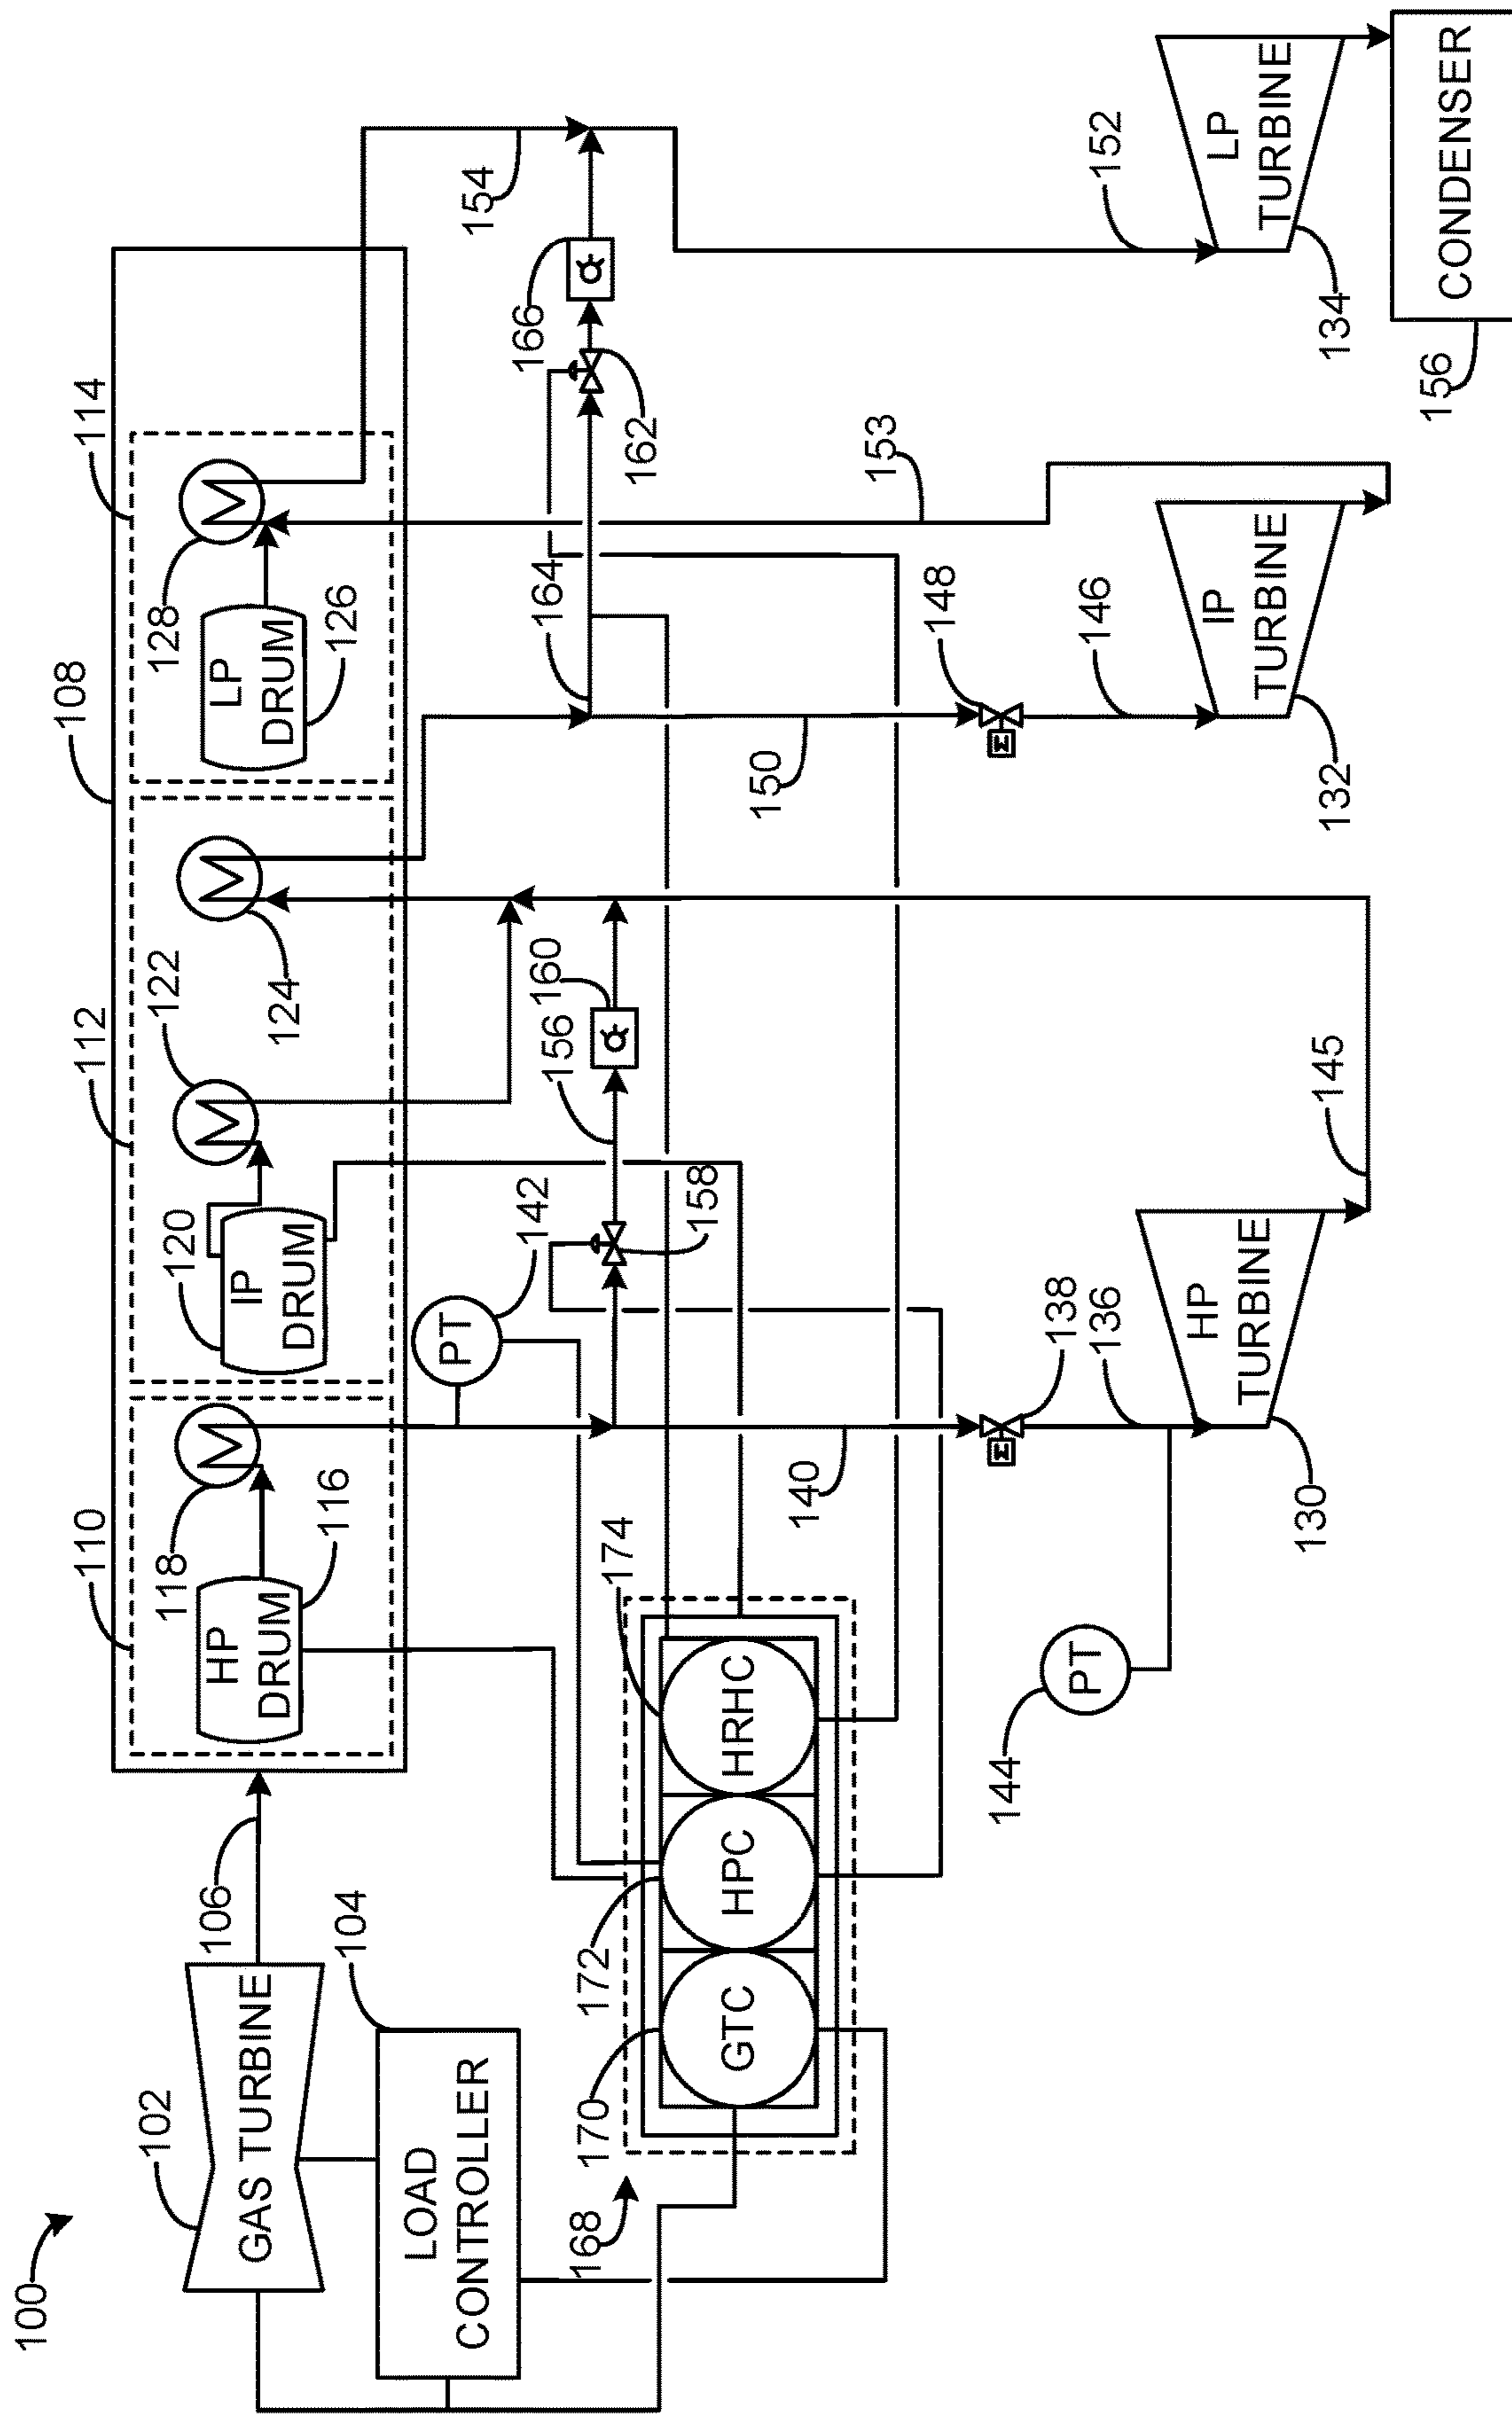 100
102
GAS TURBINE
106
104
LOAD
CONTROLLER
108
110
112
114
118
HP
DRUM
116
120
IP
DRUM
122
124
128
LP
DRUM
126
PT
142
158
156
160
164
162
166
154
168
170
172
174
GTC
HPC
HRHC
140
150
153
152
138
136
148
146
PT
144
HP
TURBINE
130
145
IP
TURBINE
132
LP
TURBINE
134
CONDENSER
156
M
M